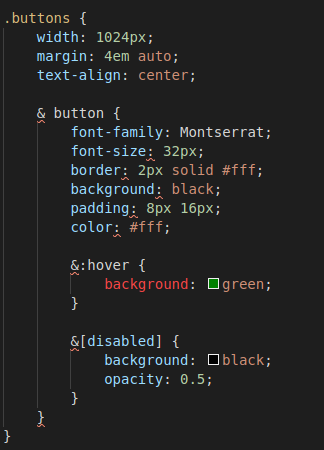 .buttons {
    width: 1024px;
    margin: 4em auto;
    text-align: center;

    & button {
        font-family: Montserrat;
        font-size: 32px;
        border: 2px solid #fff;
        background: black;
        padding: 8px 16px;
        color: #fff;

        &:hover {
            background: green;
        }

        &[disabled] {
            background: black;
            opacity: 0.5;
        }
    }
}